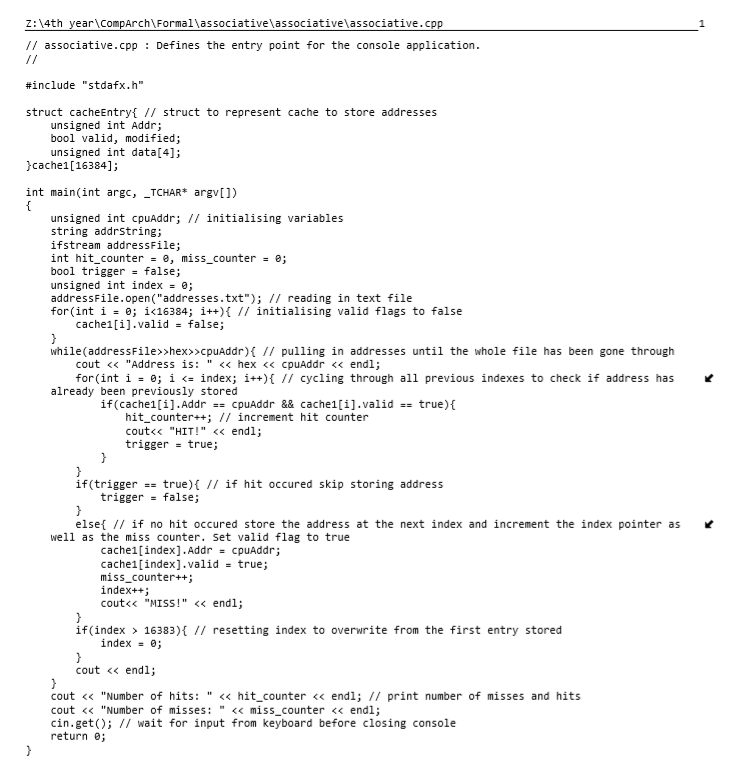 Z:\4th year\CompArch\Formal\associative\associative\associative.cpp 1
// associative.cpp : Defines the entry point for the console application.
//

#include "stdafx.h"

struct cacheEntry{ // struct to represent cache to store addresses
    unsigned int Addr;
    bool valid, modified;
    unsigned int data[4];
}cache1[16384];

int main(int argc, _TCHAR* argv[])
{
    unsigned int cpuAddr; // initialising variables
    string addrString;
    ifstream addressFile;
    int hit_counter = 0, miss_counter = 0;
    bool trigger = false;
    unsigned int index = 0;
    addressFile.open("addresses.txt"); // reading in text file
    for(int i = 0; i<16384; i++){ // initialising valid flags to false
        cache1[i].valid = false;
    }
    while(addressFile>>hex>>cpuAddr){ // pulling in addresses until the whole file has been gone through
        cout << "Address is: " << hex << cpuAddr << endl;
        for(int i = 0; i <= index; i++){ // cycling through all previous indexes to check if address has
    already been previously stored
            if(cache1[i].Addr == cpuAddr && cache1[i].valid == true){
                hit_counter++; // increment hit counter
                cout<< "HIT!" << endl;
                trigger = true;
            }
        }
        if(trigger == true){ // if hit occured skip storing address
            trigger = false;
        }
        else{ // if no hit occured store the address at the next index and increment the index pointer as
    well as the miss counter. Set valid flag to true
            cache1[index].Addr = cpuAddr;
            cache1[index].valid = true;
            miss_counter++;
            index++;
            cout<< "MISS!" << endl;
        }
        if(index > 16383){ // resetting index to overwrite from the first entry stored
            index = 0;
        }
        cout << endl;
    }
    cout << "Number of hits: " << hit_counter << endl; // print number of misses and hits
    cout << "Number of misses: " << miss_counter << endl;
    cin.get(); // wait for input from keyboard before closing console
    return 0;
}